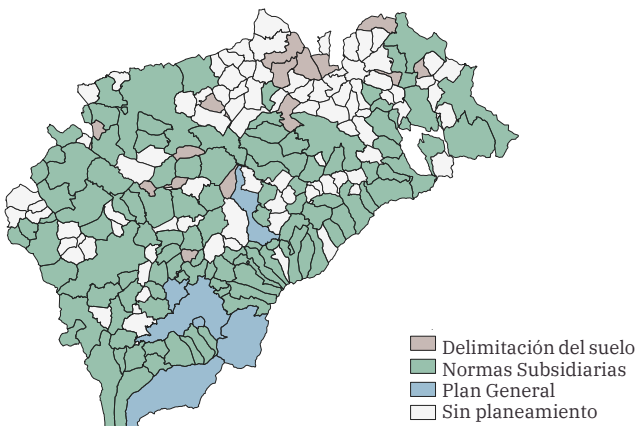 Delimitación del suelo
Normas Subsidiarias
Plan General
Sin planeamiento